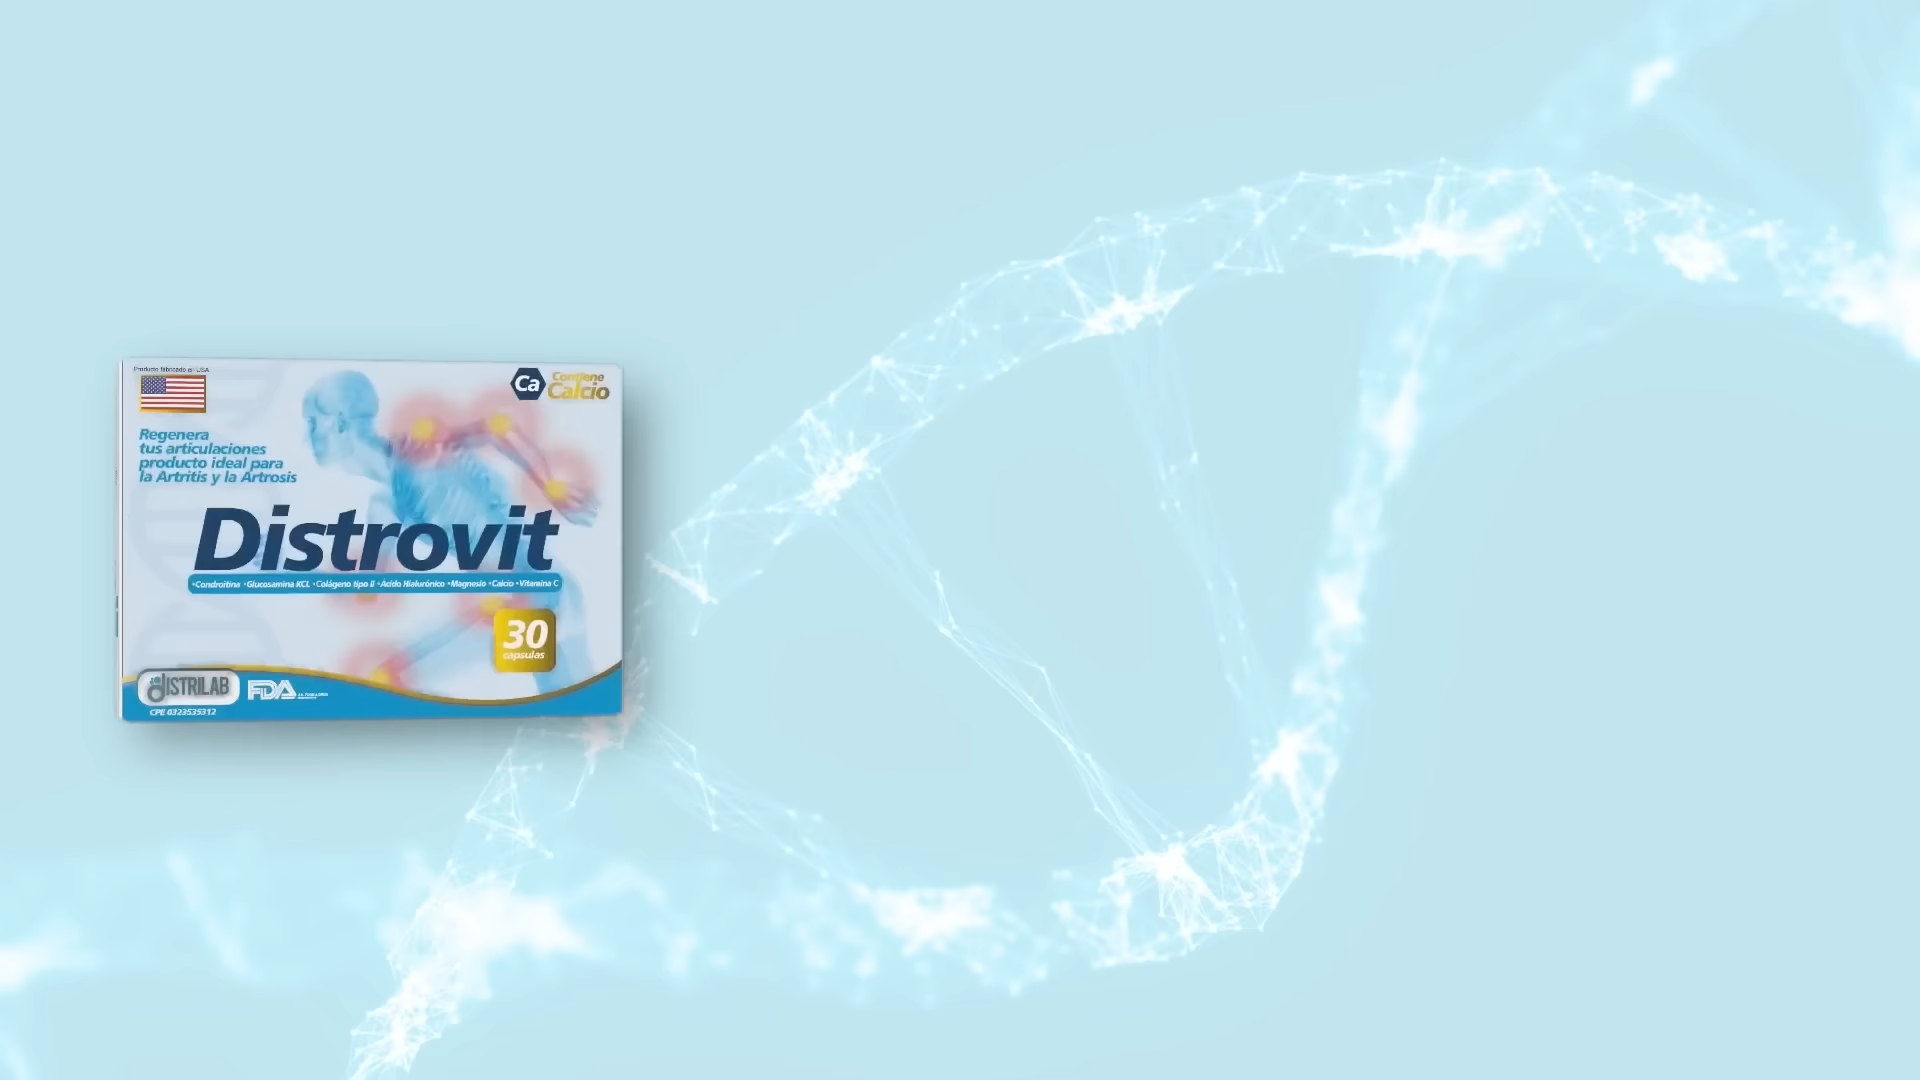 Producto fabricado en USA
Ca Contiene
Calcio
Regenera
tus articulaciones
producto ideal para
la Artritis y la Artrosis
Distrovit
•Condroitina •Glucosamina KCL •Colágeno tipo II •Ácido Hialurónico •Magnesio •Calcio •Vitamina C
30
capsulas
DISTRILAB FDA
CPE 0323535312